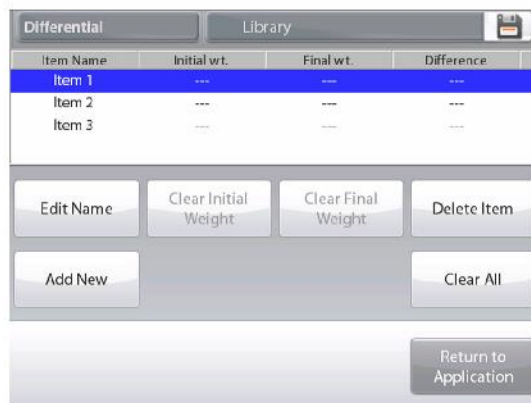 Differential Library
Item Name Initial wt. Final wt. Difference
Item 1 --- --- ---
Item 2 --- --- ---
Item 3 --- --- ---
Edit Name Clear Initial Weight Clear Final Weight Delete Item
Add New Clear All
Return to
Application